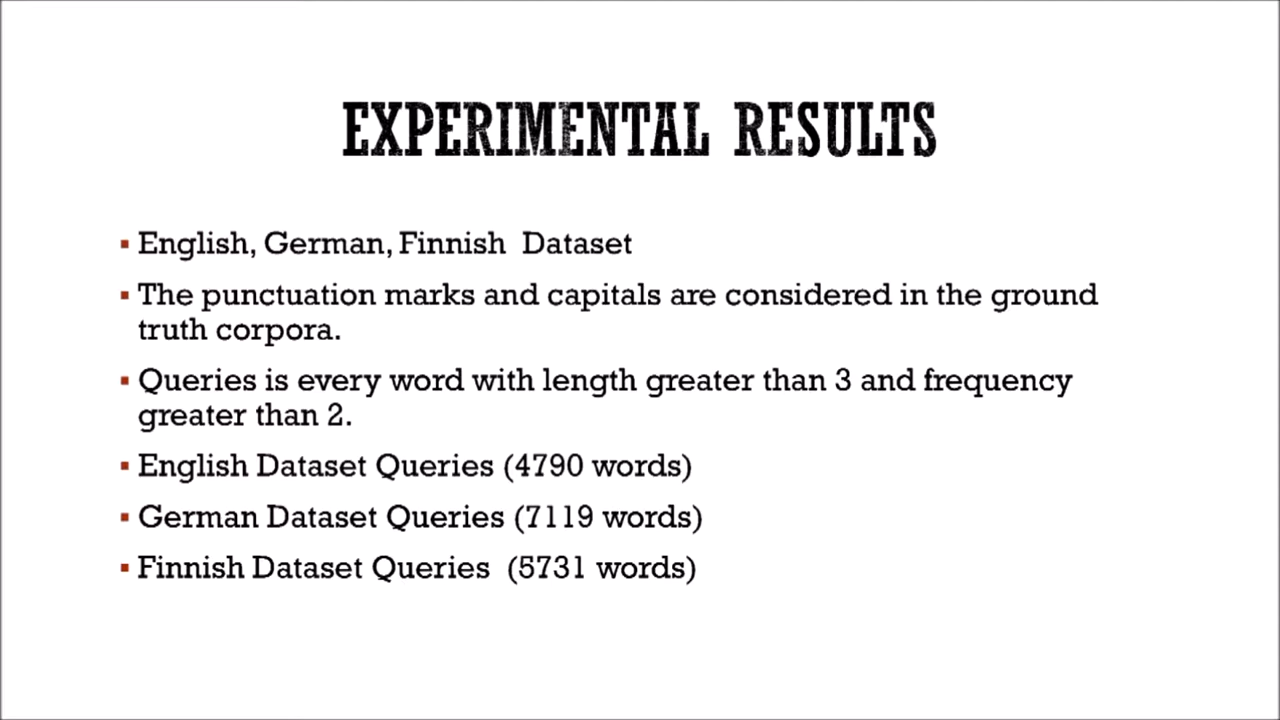 EXPERIMENTAL RESULTS
English, German, Finnish Dataset
The punctuation marks and capitals are considered in the ground
truth corpora.
Queries is every word with length greater than 3 and frequency
greater than 2.
English Dataset Queries (4790 words)
German Dataset Queries (7119 words)
Finnish Dataset Queries (5731 words)